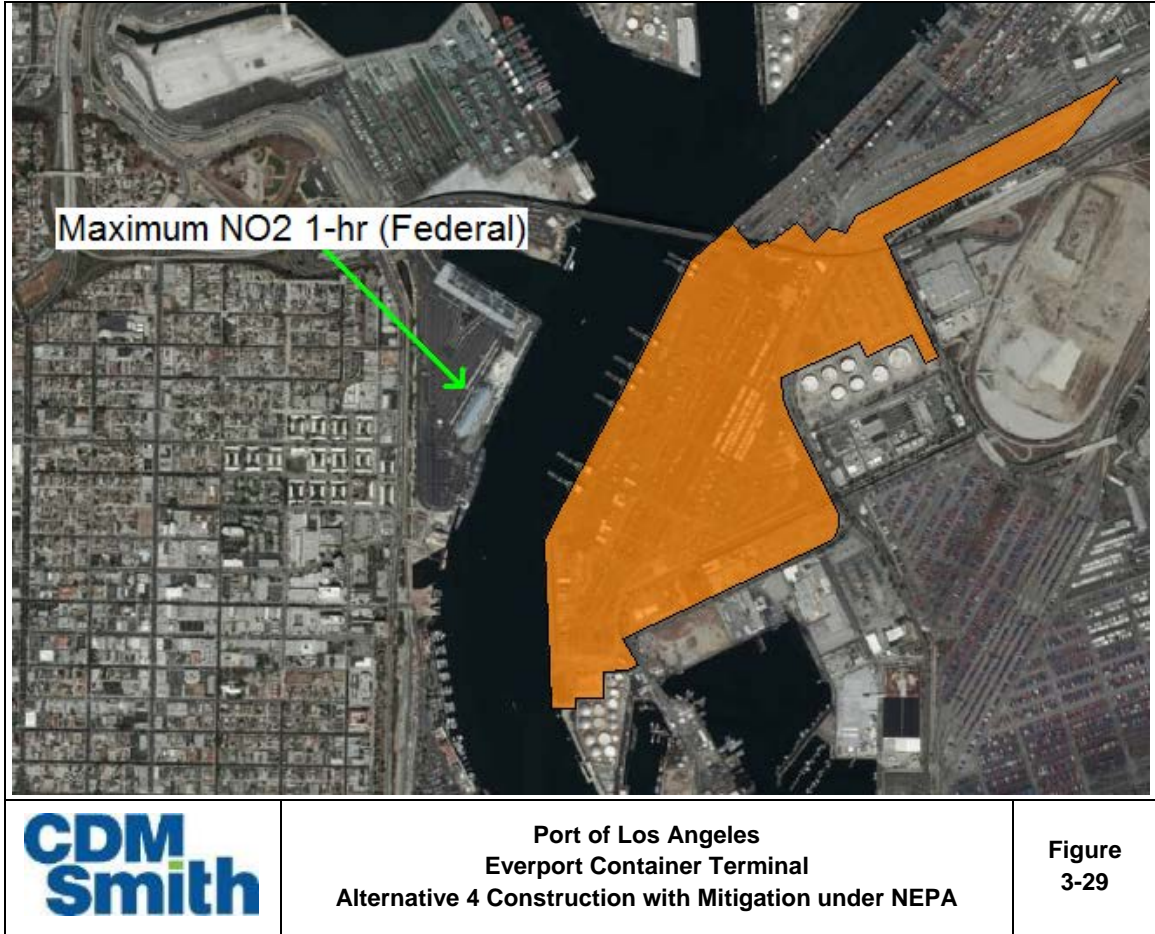 Maximum NO2 1-hr (Federal)
CDM
Smith
Port of Los Angeles
Everport Container Terminal
Alternative 4 Construction with Mitigation under NEPA
Figure
3-29